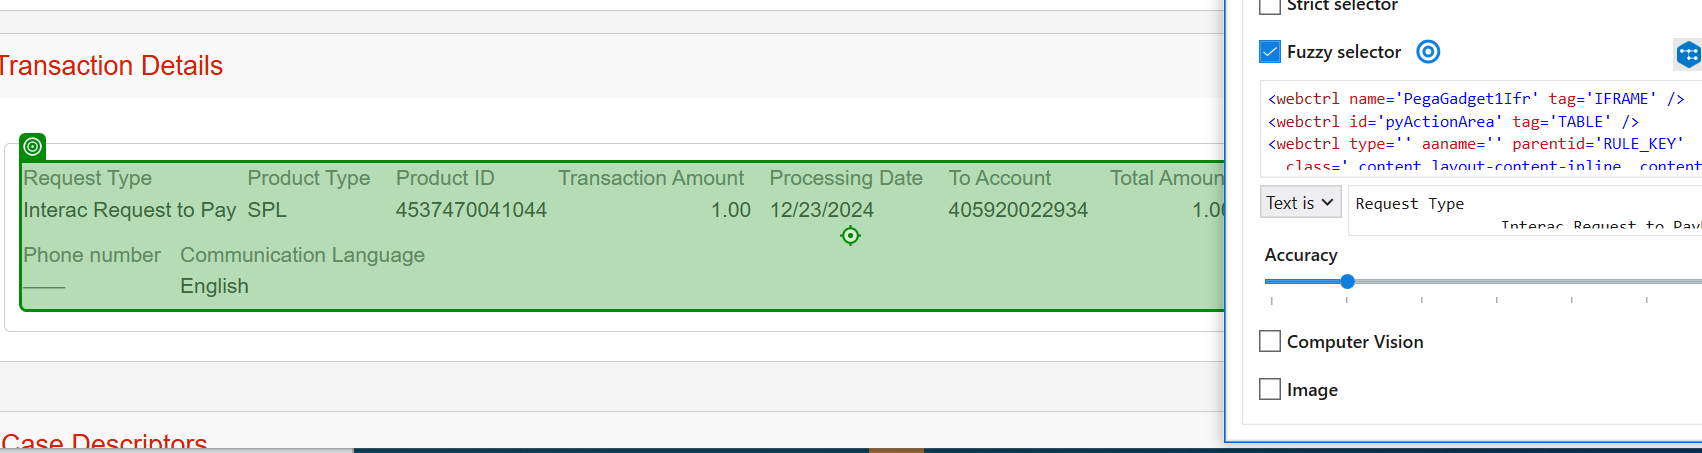 Transaction Details
Request Type Product Type Product ID Transaction Amount Processing Date To Account Total Amoun
Interac Request to Pay SPL 4537470041044 1.00 12/23/2024 405920022934 1.00
Phone number Communication Language
—— English
Case Descriptors
Strict selector
Fuzzy selector
<webctrl name='PegaGadget1Ifr' tag='IFRAME' />
<webctrl id='pyActionArea' tag='TABLE' />
<webctrl type='' aaname='' parentid='RULE_KEY'
class=' content layout-content-inline content
Text is Request Type
Interac Request to Pay
Accuracy
Computer Vision
Image